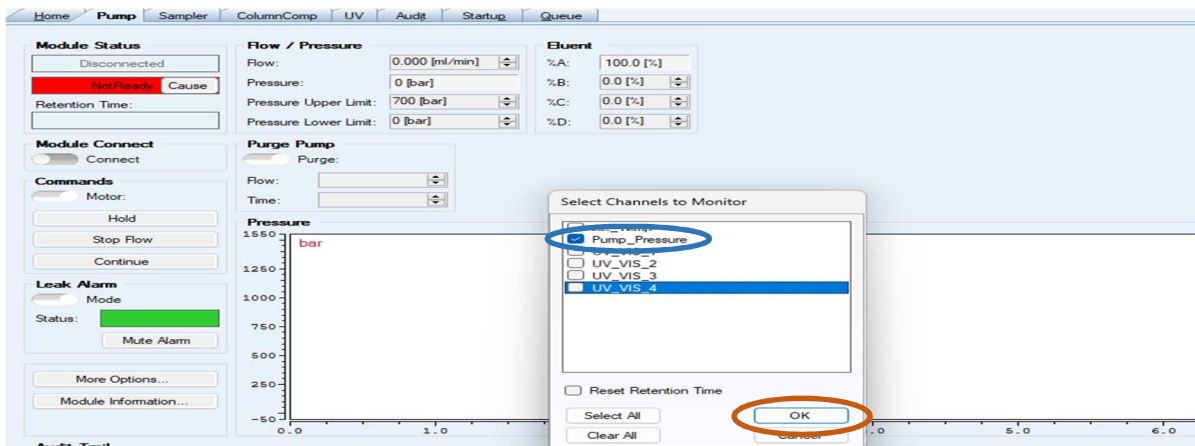 Home Pump Sampler ColumnComp UV Audit Startup Queue
Module Status
Disconnected
NotReady Cause
Retention Time:
Module Connect
Connect
Commands
Motor:
Hold
Stop Flow
Continue
Leak Alarm
Mode
Status:
Mute Alarm
More Options...
Module Information...
Audit Trail
Flow / Pressure
Flow: 0.000 [ml/min]
Pressure: 0 [bar]
Pressure Upper Limit: 700 [bar]
Pressure Lower Limit: 0 [bar]
Purge Pump
Purge:
Flow:
Time:
Eluent
%A: 100.0 [%]
%B: 0.0 [%]
%C: 0.0 [%]
%D: 0.0 [%]
Pressure
1550
bar
1250
1000
750
500
250
-50
0.0 1.0 5.0 6.0
Select Channels to Monitor
Pump_Pressure
UV_VIS_1
UV_VIS_2
UV_VIS_3
UV_VIS_4
Reset Retention Time
Select All OK
Clear All Cancel